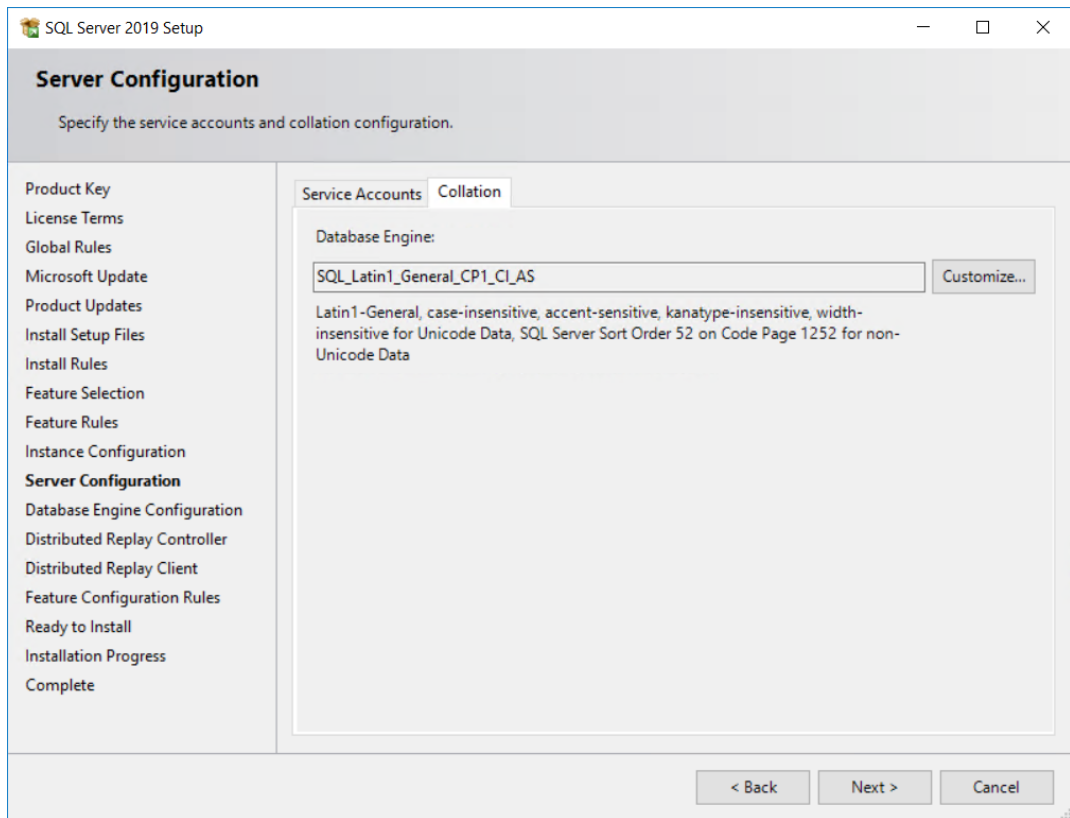 SQL Server 2019 Setup
Server Configuration
Specify the service accounts and collation configuration.
Product Key
License Terms
Global Rules
Microsoft Update
Product Updates
Install Setup Files
Install Rules
Feature Selection
Feature Rules
Instance Configuration
Server Configuration
Database Engine Configuration
Distributed Replay Controller
Distributed Replay Client
Feature Configuration Rules
Ready to Install
Installation Progress
Complete
Service Accounts
Collation
Database Engine:
SQL_Latin1_General_CP1_CI_AS
Customize...
Latin1-General, case-insensitive, accent-sensitive, kanatype-insensitive, width-
insensitive for Unicode Data, SQL Server Sort Order 52 on Code Page 1252 for non-
Unicode Data
< Back
Next >
Cancel